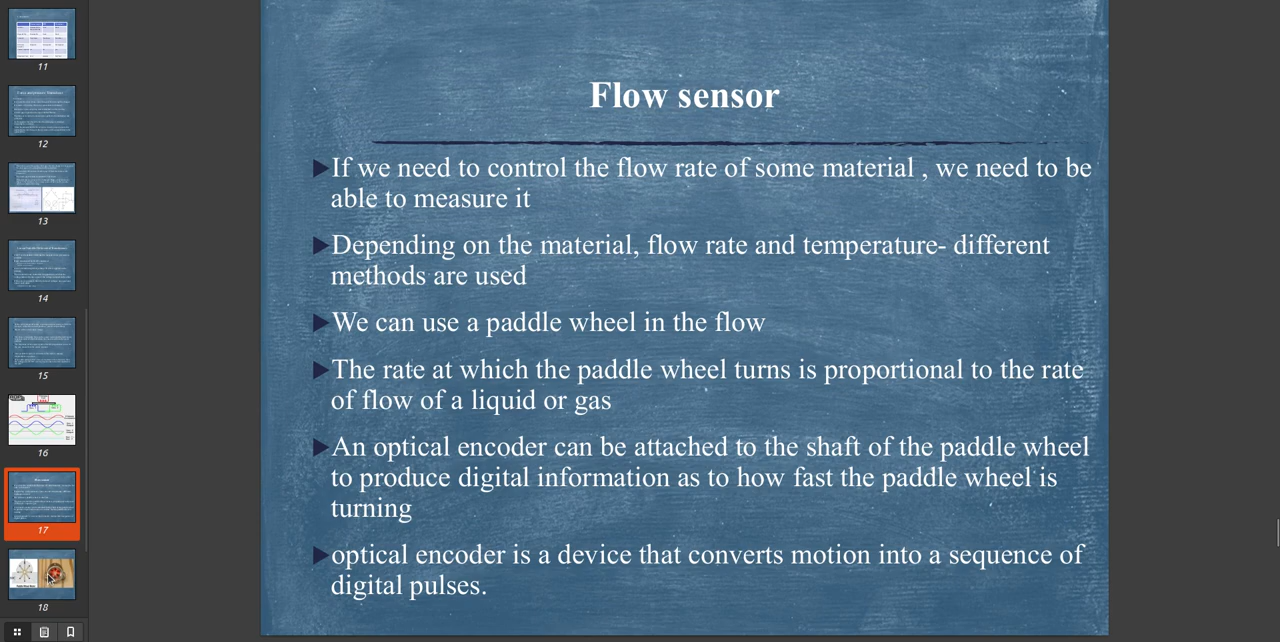 11
12
13
14
15
16
17
18
Flow sensor
If we need to control the flow rate of some material , we need to be
able to measure it
Depending on the material, flow rate and temperature- different
methods are used
We can use a paddle wheel in the flow
The rate at which the paddle wheel turns is proportional to the rate
of flow of a liquid or gas
An optical encoder can be attached to the shaft of the paddle wheel
to produce digital information as to how fast the paddle wheel is
turning
optical encoder is a device that converts motion into a sequence of
digital pulses.